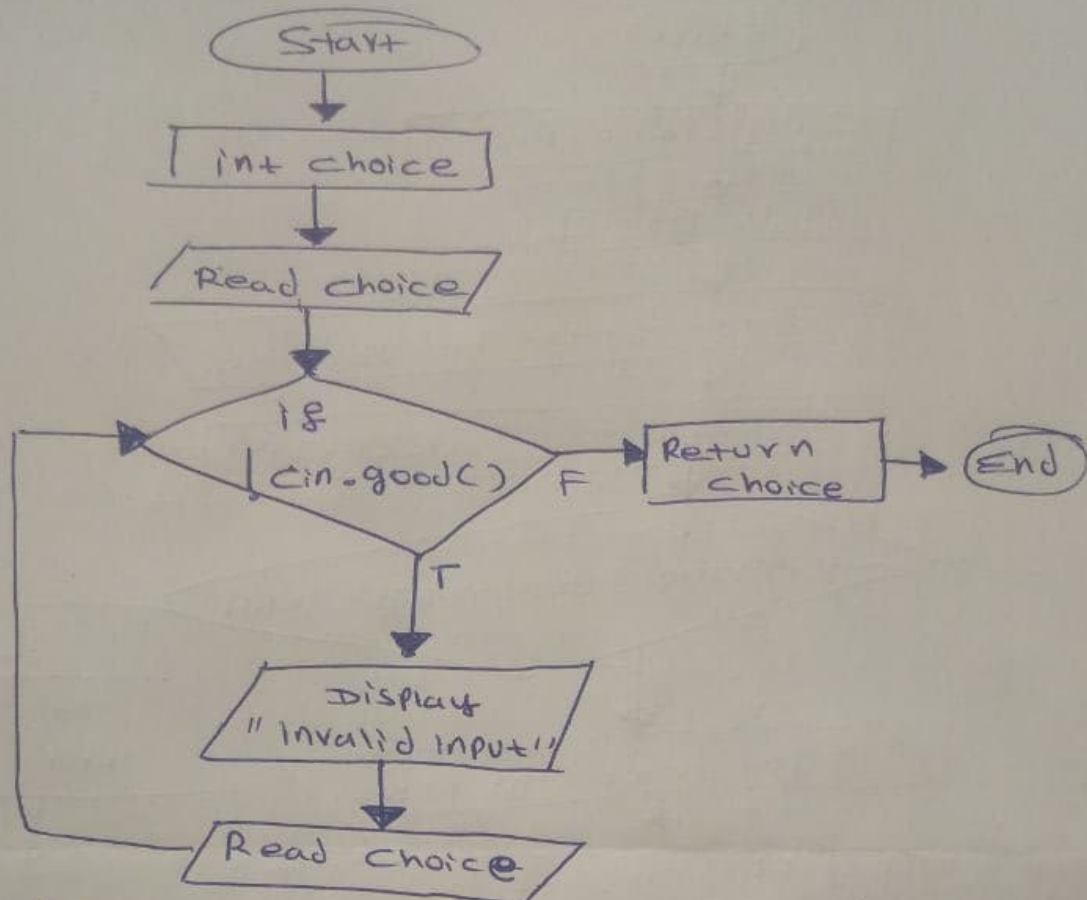 Start
int choice
Read choice
if
!cin.good()
F
Return
choice
End
T
Display
"invalid input"
Read choice